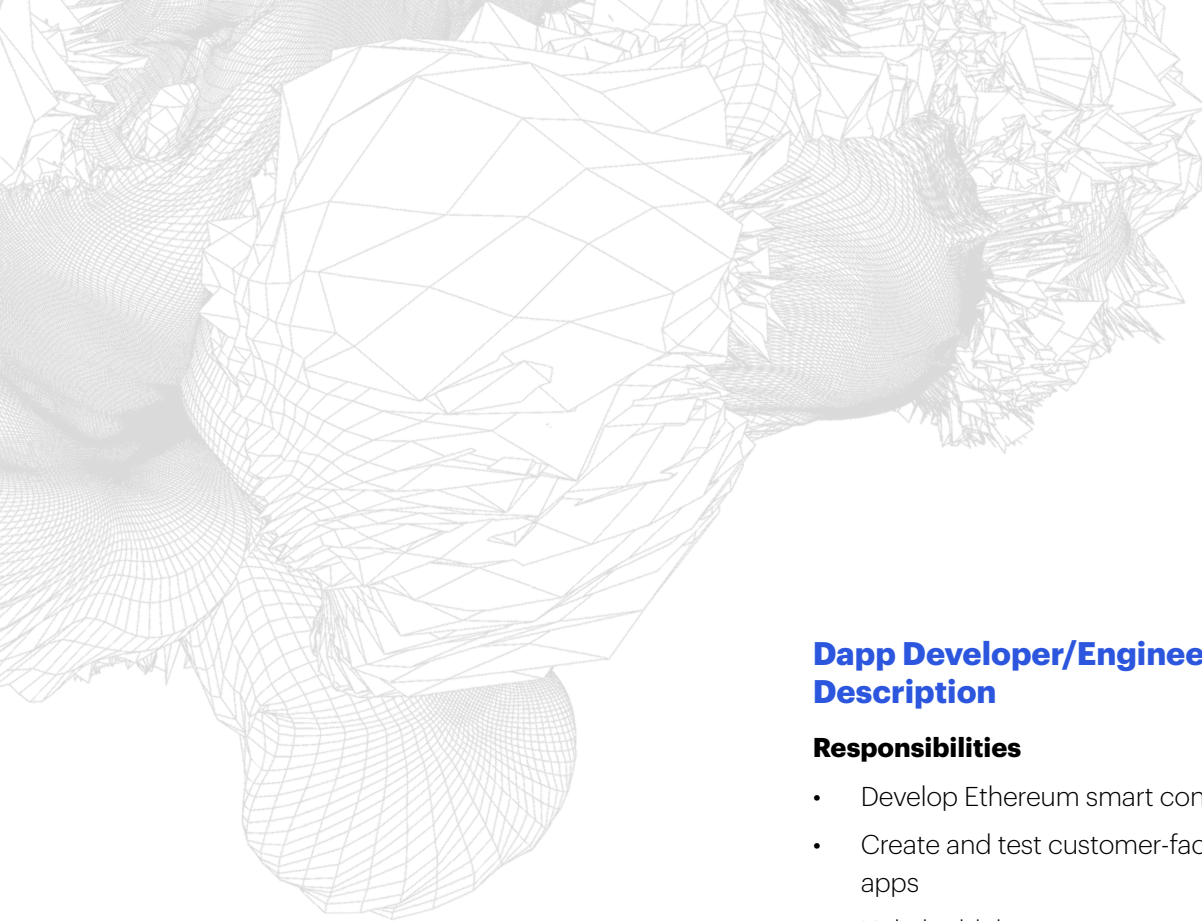 Dapp Developer/Enginee
Description
Responsibilities
• Develop Ethereum smart con
• Create and test customer-fac
apps